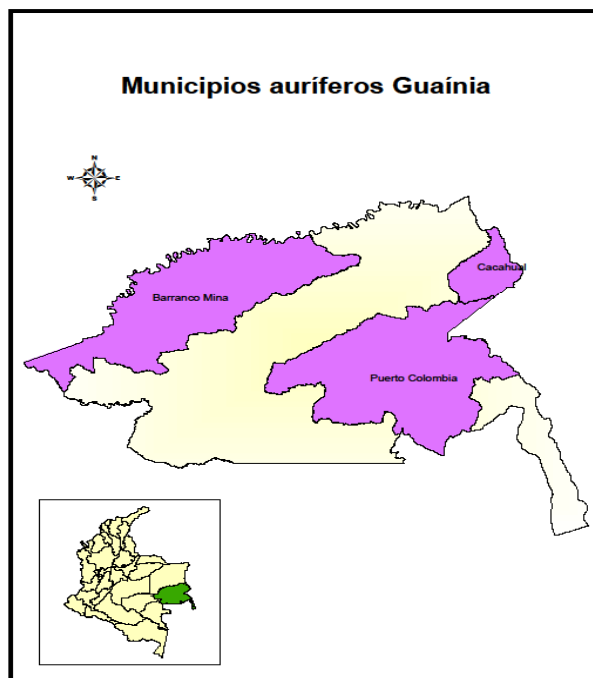 Municipios auríferos Guaínia
N
W E
S
Cacahual
Barranco Mina
Puerto Colombia